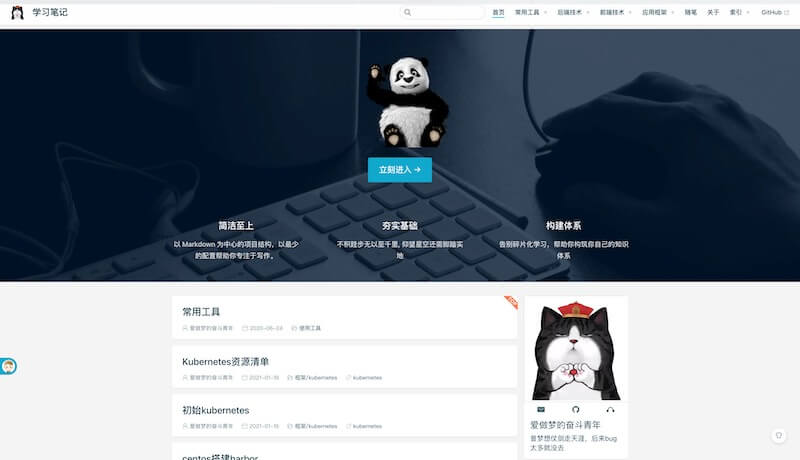 学习笔记
首页 常用工具 后端技术 前端技术 应用框架 随笔 关于 索引 GitHub
立刻进入 →
简洁至上
以 Markdown 为中心的项目结构，以最少
的配置帮助你专注于写作。
夯实基础
不积跬步无以至千里, 仰望星空还需脚踏实
地
构建体系
告别碎片化学习，帮助你构筑你自己的知识
体系
常用工具
TOP
爱做梦的奋斗青年 2020-05-03 使用工具
Kubernetes资源清单
爱做梦的奋斗青年 2021-01-18 框架/kubernetes kubernetes
初始kubernetes
爱做梦的奋斗青年 2021-01-15 框架/kubernetes kubernetes
centos搭建harbor
爱做梦的奋斗青年
曾梦想仗剑走天涯，后来bug
太多就没去